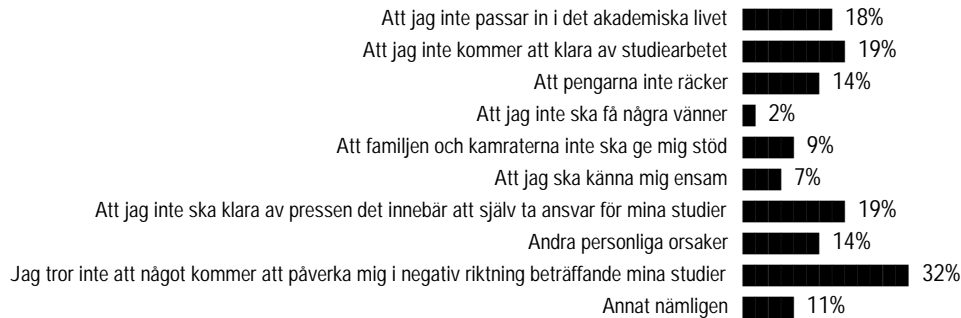 Att jag inte passar in i det akademiska livet 18%
Att jag inte kommer att klara av studiearbetet 19%
Att pengarna inte räcker 14%
Att jag inte ska få några vänner 2%
Att familjen och kamraterna inte ska ge mig stöd 9%
Att jag ska känna mig ensam 7%
Att jag inte ska klara av pressen det innebär att själv ta ansvar för mina studier 19%
Andra personliga orsaker 14%
Jag tror inte att något kommer att påverka mig i negativ riktning beträffande mina studier 32%
Annat nämligen 11%